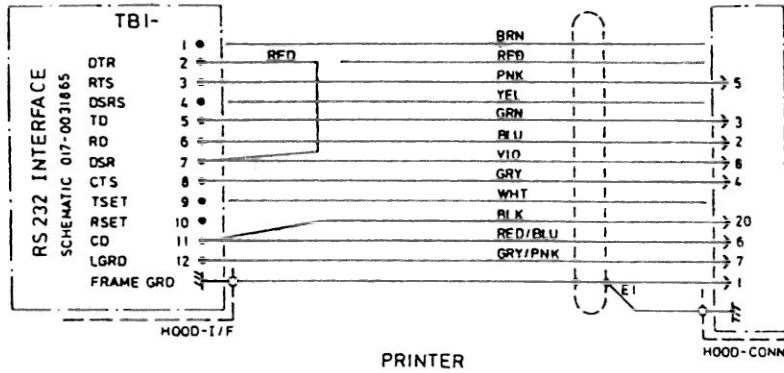 TB1-
1 BRN
DTR 2 RED RED
RTS 3 PNK 5
DSRS 4 YEL
TD 5 GRN 3
RD 6 BLU 2
DSR 7 VIO 6
CTS 8 GRY 4
TSET 9 WHT
RSET 10 BLK 20
CD 11 RED/BLU 6
LGRD 12 GRY/PNK 7
FRAME GRD 1
E1
RS 232 INTERFACE
SCHEMATIC 017-0031865
HOOD-I/F
HOOD-CONN
PRINTER